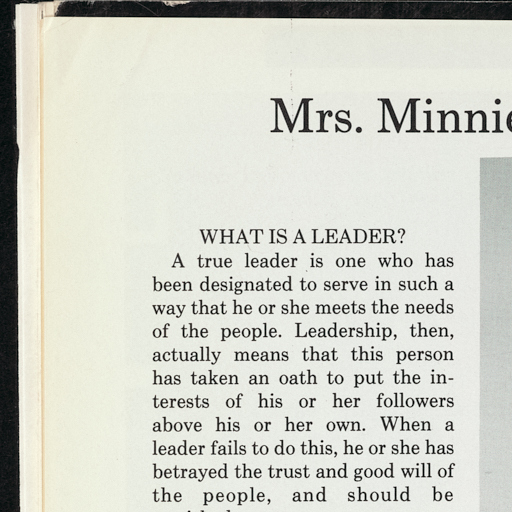 Mrs. Minnie
WHAT IS A LEADER?
A true leader is one who has
been designated to serve in such a
way that he or she meets the needs
of the people. Leadership, then,
actually means that this person
has taken an oath to put the in-
terests of his or her followers
above his or her own. When a
leader fails to do this, he or she has
betrayed the trust and good will of
the people, and should be